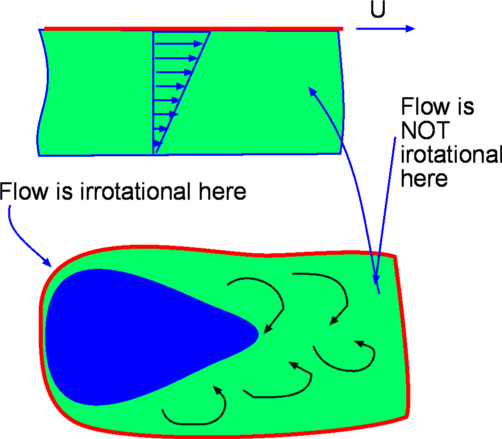 U
Flow is
NOT
irotational
here
Flow is irrotational here